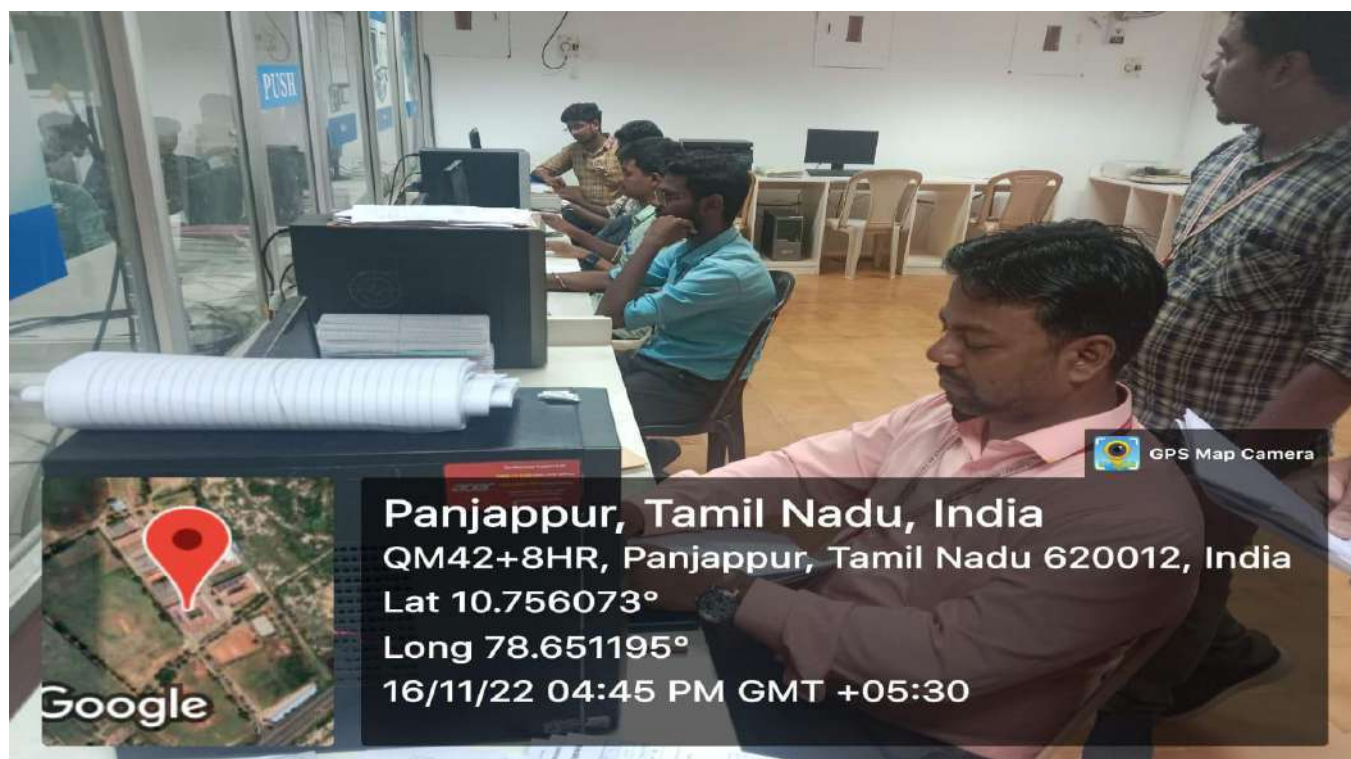 PUSH
acer
GPS Map Camera
Panjappur, Tamil Nadu, India
QM42+8HR, Panjappur, Tamil Nadu 620012, India
Lat 10.756073°
Long 78.651195°
16/11/22 04:45 PM GMT +05:30
Google